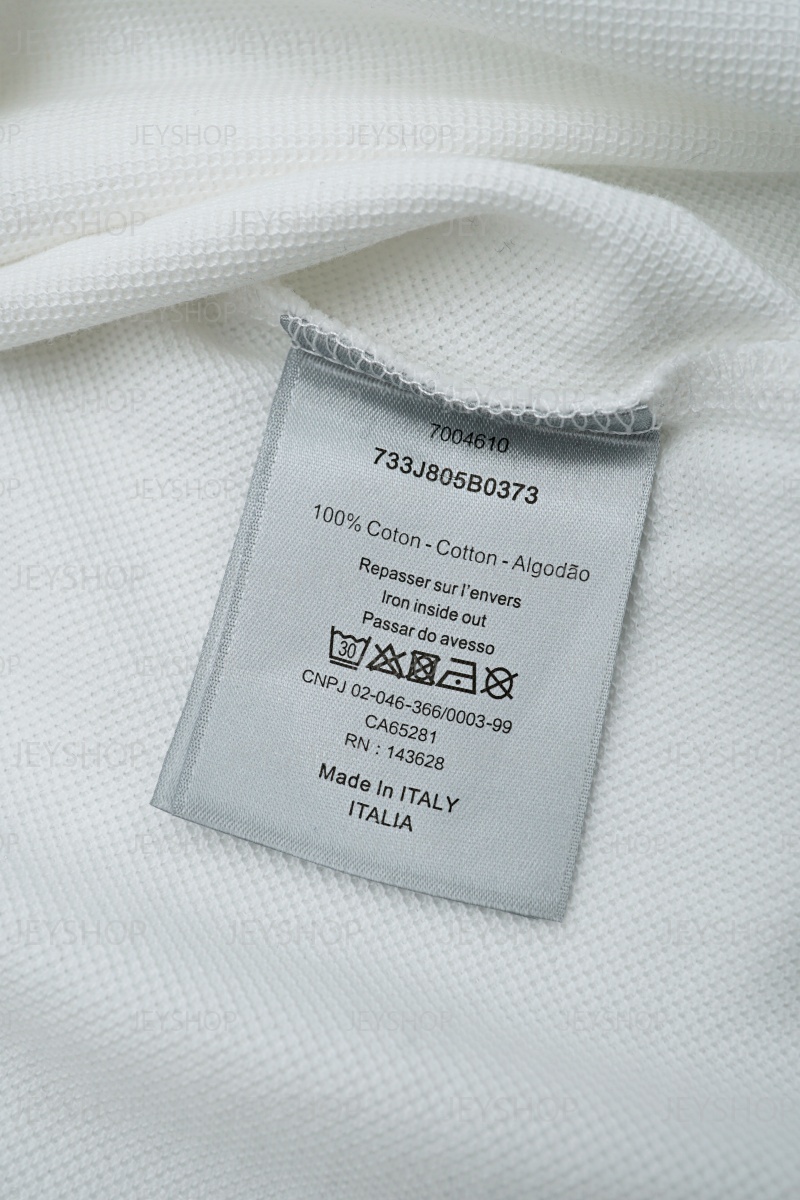 7004610
733J805B0373
100% Coton - Cotton - Algodão
Repasser sur l'envers
Iron inside out
Passar do avesso
30
CNPJ 02-046-366/0003-99
CA65281
RN : 143628
Made In ITALY
ITALIA
JEYSHOP